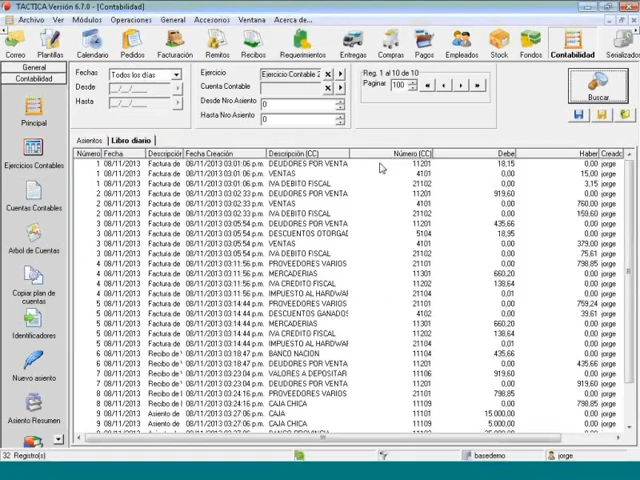 TACTICA Versión 6.7.0 - [Contabilidad]
Archivo Ver Módulos Operaciones General Accesorios Ventana Acerca de...
Correo Plantillas Calendario Pedidos Facturación Remitos Recibos Requerimientos Entregas Compras Pagos Empleados Stock Fondos Contabilidad Serializados
General
Contabilidad
Principal
Ejercicios Contables
Cuentas Contables
Arbol de Cuentas
Copiar plan de cuentas
Identificadores
Nuevo asiento
Asiento Resumen
Fechas Todos los días
Desde __/__/____
Hasta __/__/____
Ejercicio Ejercicio Contable 2
Cuenta Contable
Desde Nro Asiento 0
Hasta Nro Asiento 0
Reg. 1 al 10 de 10
Paginar 100
Buscar
Asientos Libro diario
Número Fecha Descripció Fecha Creación Descripción (CC) Número (CC) Debe Haber Creado
1 08/11/2013 Factura de 08/11/2013 03:01:06 p.m. DEUDORES POR VENTA 11201 18,15 0,00 jorge
1 08/11/2013 Factura de 08/11/2013 03:01:06 p.m. VENTAS 4101 0,00 15,00 jorge
1 08/11/2013 Factura de 08/11/2013 03:01:06 p.m. IVA DEBITO FISCAL 21102 0,00 3,15 jorge
2 08/11/2013 Factura de 08/11/2013 03:02:33 p.m. DEUDORES POR VENTA 11201 919,60 0,00 jorge
2 08/11/2013 Factura de 08/11/2013 03:02:33 p.m. VENTAS 4101 0,00 760,00 jorge
2 08/11/2013 Factura de 08/11/2013 03:02:33 p.m. IVA DEBITO FISCAL 21102 0,00 159,60 jorge
3 08/11/2013 Factura de 08/11/2013 03:05:54 p.m. DEUDORES POR VENTA 11201 435,66 0,00 jorge
3 08/11/2013 Factura de 08/11/2013 03:05:54 p.m. DESCUENTOS OTORGAD 5104 18,95 0,00 jorge
3 08/11/2013 Factura de 08/11/2013 03:05:54 p.m. VENTAS 4101 0,00 379,00 jorge
3 08/11/2013 Factura de 08/11/2013 03:05:54 p.m. IVA DEBITO FISCAL 21102 0,00 75,61 jorge
4 08/11/2013 Factura de 08/11/2013 03:11:56 p.m. PROVEEDORES VARIOS 21101 0,00 798,85 jorge
4 08/11/2013 Factura de 08/11/2013 03:11:56 p.m. MERCADERIAS 11301 660,20 0,00 jorge
4 08/11/2013 Factura de 08/11/2013 03:11:56 p.m. IVA CREDITO FISCAL 21102 138,64 0,00 jorge
4 08/11/2013 Factura de 08/11/2013 03:11:56 p.m. IMPUESTO AL HARDWAR 21104 0,01 0,00 jorge
5 08/11/2013 Factura de 08/11/2013 03:14:44 p.m. PROVEEDORES VARIOS 21101 0,00 759,24 jorge
5 08/11/2013 Factura de 08/11/2013 03:14:44 p.m. DESCUENTOS GANADOS 5103 0,00 39,61 jorge
5 08/11/2013 Factura de 08/11/2013 03:14:44 p.m. MERCADERIAS 11301 660,20 0,00 jorge
5 08/11/2013 Factura de 08/11/2013 03:14:44 p.m. IVA CREDITO FISCAL 21102 138,64 0,00 jorge
5 08/11/2013 Factura de 08/11/2013 03:14:44 p.m. IMPUESTO AL HARDWAR 21104 0,01 0,00 jorge
6 08/11/2013 Recibo de 08/11/2013 03:18:47 p.m. BANCO NACION 435,66 0,00 jorge
6 08/11/2013 Recibo de 08/11/2013 03:18:47 p.m. DEUDORES POR VENTA 11201 0,00 435,66 jorge
7 08/11/2013 Recibo de 08/11/2013 03:23:04 p.m. VALORES A DEPOSITAR 11106 919,60 0,00 jorge
7 08/11/2013 Recibo de 08/11/2013 03:23:04 p.m. DEUDORES POR VENTA 11201 0,00 919,60 jorge
8 08/11/2013 Recibo de 08/11/2013 03:24:16 p.m. PROVEEDORES VARIOS 21101 798,85 0,00 jorge
8 08/11/2013 Recibo de 08/11/2013 03:24:16 p.m. CAJA CHICA 11109 0,00 798,85 jorge
9 08/11/2013 Asiento de 08/11/2013 03:27:06 p.m. CAJA 11101 15.000,00 0,00 jorge
9 08/11/2013 Asiento de 08/11/2013 03:27:06 p.m. CAJA CHICA 11109 5.000,00 0,00 jorge
32 Registro(s) basedemo jorge